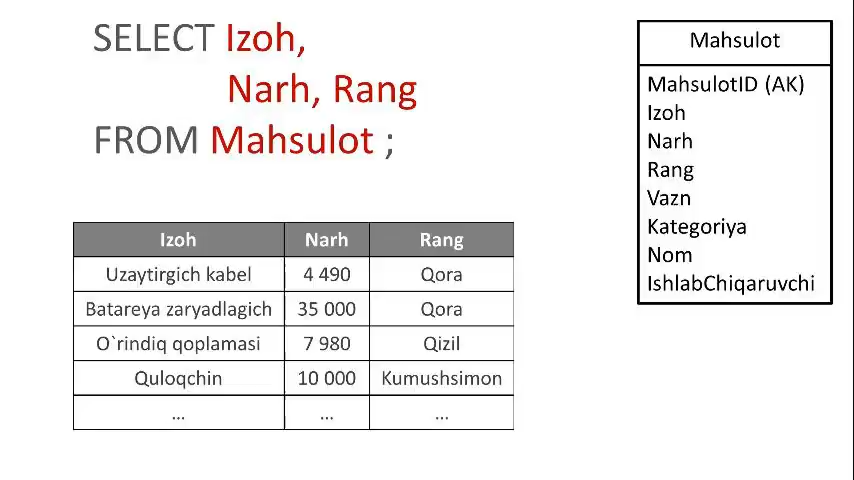 SELECT Izoh,
Narh, Rang
FROM Mahsulot ;
Mahsulot
MahsulotID (AK)
Izoh
Narh
Rang
Vazn
Kategoriya
Nom
IshlabChiqaruvchi
Izoh Narh Rang
Uzaytirgich kabel 4 490 Qora
Batareya zaryadlagich 35 000 Qora
O`rindiq qoplamasi 7 980 Qizil
Quloqchin 10 000 Kumushsimon
... ... ...